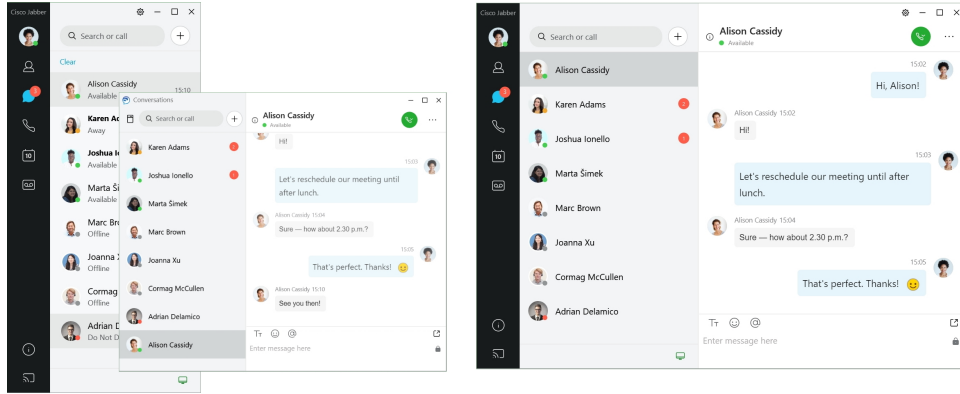 Cisco Jabber
Search or call
Clear
10
Alison Cassidy
Available
15:10
Karen Ad
Away
Joshua I
Available
Marta Ši
Available
Marc Bro
Offline
Joanna
Offline
Cormag
Offline
Adrian D
Do Not D
Conversations
Search or call
Karen Adams
Joshua Ionello
Marta Šimek
Marc Brown
Joanna Xu
Cormag McCullen
Adrian Delamico
Alison Cassidy
Alison Cassidy
Available
Hi!
15:03
Let's reschedule our meeting until
after lunch.
Alison Cassidy 15:04
Sure — how about 2.30 p.m.?
15:05
That's perfect. Thanks!
Alison Cassidy 15:10
See you then!
Enter message here
Cisco Jabber
Search or call
10
Alison Cassidy
Karen Adams
2
Joshua Ionello
Marta Šimek
Marc Brown
Joanna Xu
Cormag McCullen
Adrian Delamico
Alison Cassidy
Available
15:02
Hi, Alison!
Alison Cassidy 15:02
Hi!
15:03
Let's reschedule our meeting until after
lunch.
Alison Cassidy 15:04
Sure — how about 2.30 p.m.?
15:05
That's perfect. Thanks!
Enter message here